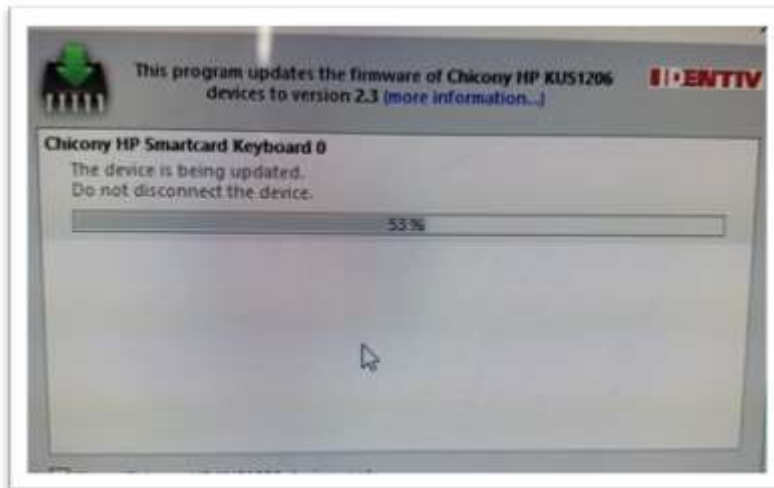 This program updates the firmware of Chicony HP KUS1206
devices to version 2.3 (more information...)
IDENTIV
Chicony HP Smartcard Keyboard 0
The device is being updated.
Do not disconnect the device.
53 %